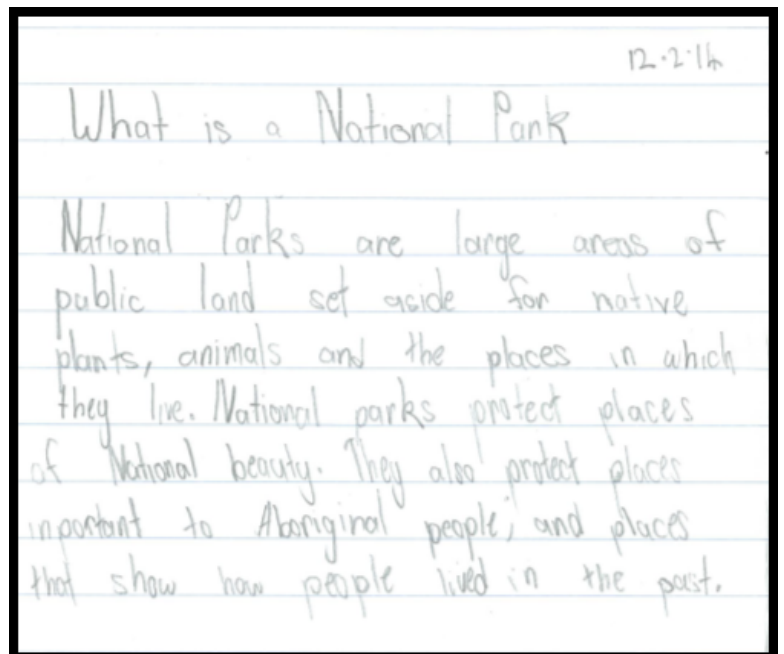 12.2.14
What is a National Park
National Parks are large areas of
public land set aside for native
plants, animals and the places in which
they live. National parks protect places
of National beauty. They also protect places
inportant to Aboriginal people, and places
that show how people lived in the past.